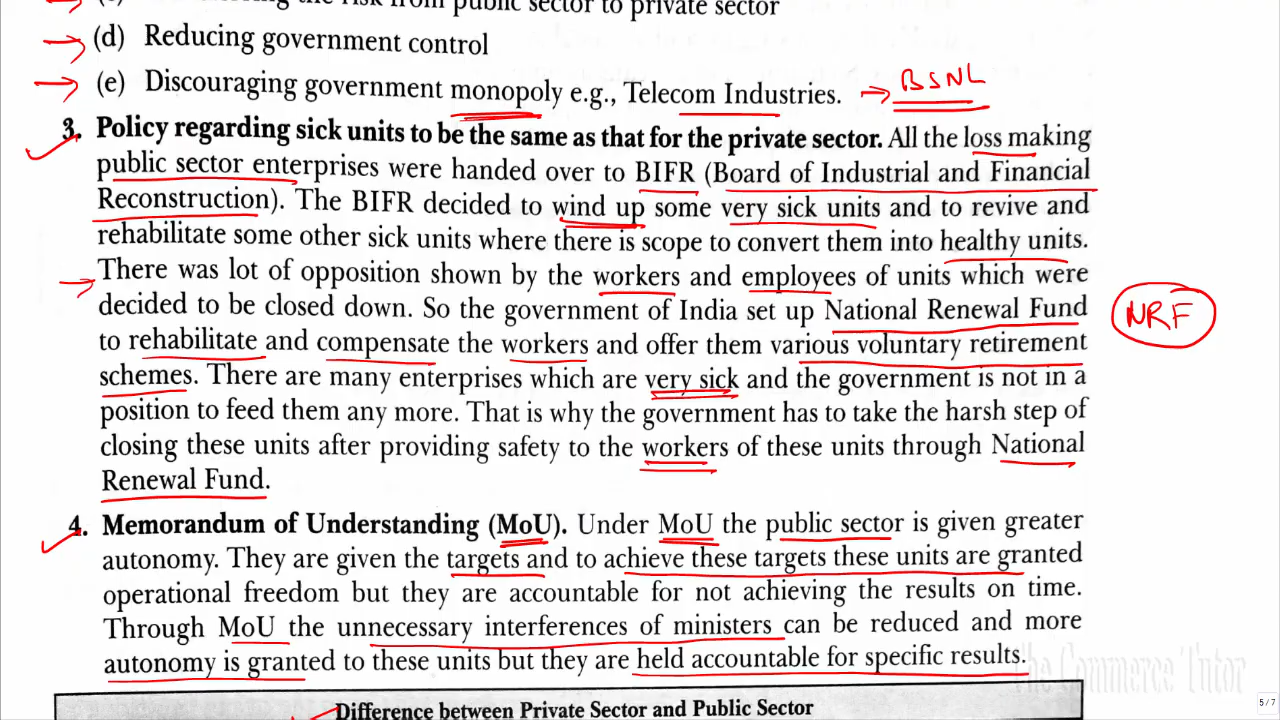 the risk from public sector to private sector
(d) Reducing government control
(e) Discouraging government monopoly e.g., Telecom Industries. → BSNL
3. Policy regarding sick units to be the same as that for the private sector. All the loss making
public sector enterprises were handed over to BIFR (Board of Industrial and Financial
Reconstruction). The BIFR decided to wind up some very sick units and to revive and
rehabilitate some other sick units where there is scope to convert them into healthy units.
There was lot of opposition shown by the workers and employees of units which were
decided to be closed down. So the government of India set up National Renewal Fund
NRF
to rehabilitate and compensate the workers and offer them various voluntary retirement
schemes. There are many enterprises which are very sick and the government is not in a
position to feed them any more. That is why the government has to take the harsh step of
closing these units after providing safety to the workers of these units through National
Renewal Fund.
4. Memorandum of Understanding (MoU). Under MoU the public sector is given greater
autonomy. They are given the targets and to achieve these targets these units are granted
operational freedom but they are accountable for not achieving the results on time.
Through MoU the unnecessary interferences of ministers can be reduced and more
autonomy is granted to these units but they are held accountable for specific results.
The Commerce Tutor
5 / 7
Difference between Private Sector and Public Sector